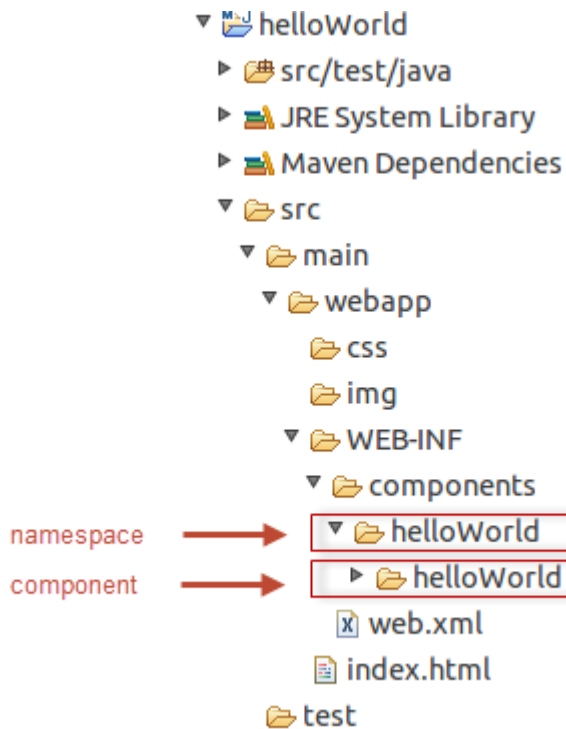 helloWorld
src/test/java
JRE System Library
Maven Dependencies
src
main
webapp
css
img
WEB-INF
components
namespace helloWorld
component helloWorld
web.xml
index.html
test